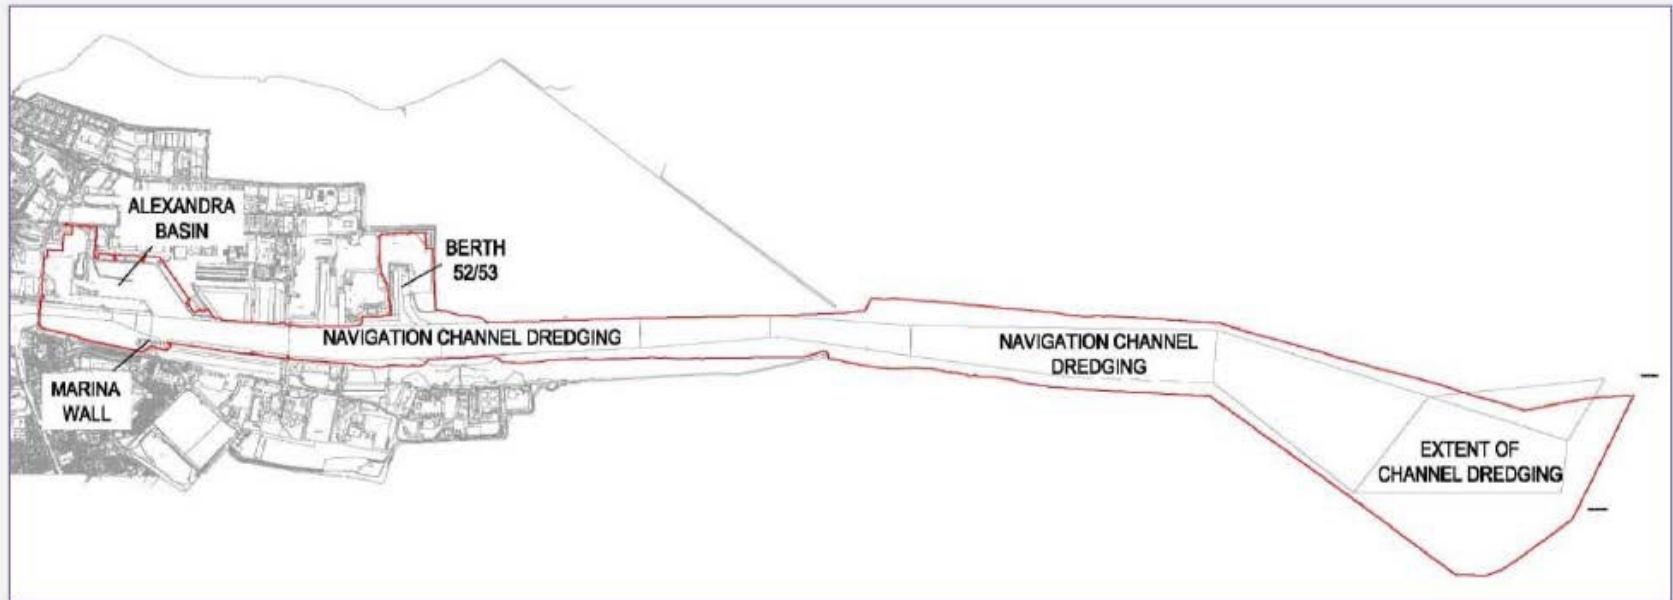 ALEXANDRA
BASIN
BERTH
52/53
NAVIGATION CHANNEL DREDGING
NAVIGATION CHANNEL
DREDGING
MARINA
WALL
EXTENT OF
CHANNEL DREDGING